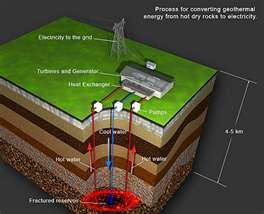 Process for converting geothermal
energy from hot dry rocks to electricity.
Electricity to the grid
Turbines and Generator
Heat Exchanger
Pumps
Cool water
4-5 km
Hot water
Hot water
Fractured reservoir